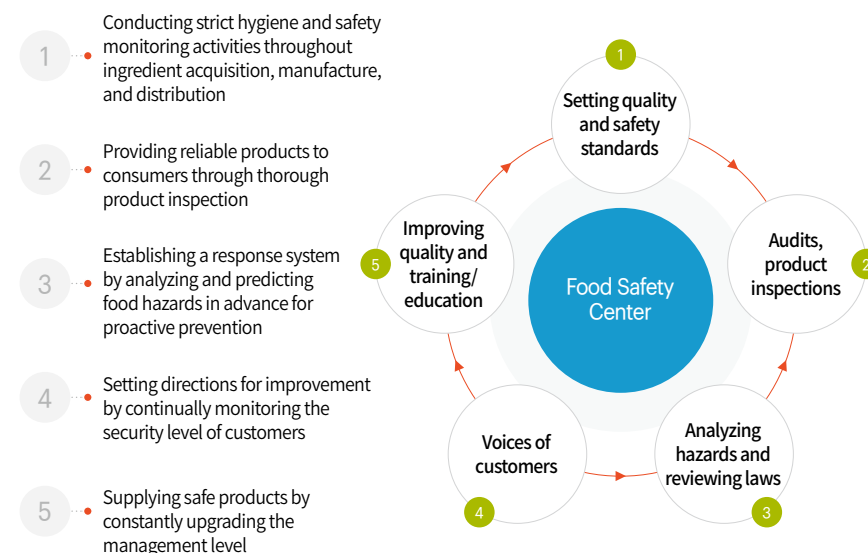 1
Conducting strict hygiene and safety
monitoring activities throughout
ingredient acquisition, manufacture,
and distribution
2
Providing reliable products to
consumers through thorough
product inspection
3
Establishing a response system
by analyzing and predicting
food hazards in advance for
proactive prevention
4
Setting directions for improvement
by continually monitoring the
security level of customers
5
Supplying safe products by
constantly upgrading the
management level
1
Setting quality
and safety
standards
2
Audits,
product
inspections
3
Analyzing
hazards and
reviewing laws
4
Voices of
customers
5
Improving
quality and
training/
education
Food Safety
Center